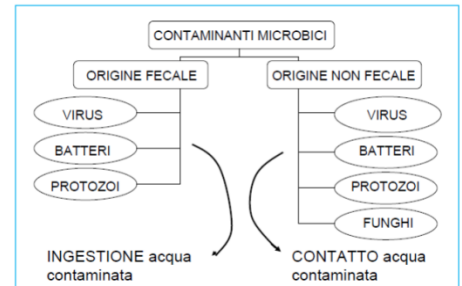 CONTAMINANTI MICROBICI
ORIGINE FECALE
ORIGINE NON FECALE
VIRUS
BATTERI
PROTOZOI
VIRUS
BATTERI
PROTOZOI
FUNGHI
INGESTIONE acqua
contaminata
CONTATTO acqua
contaminata